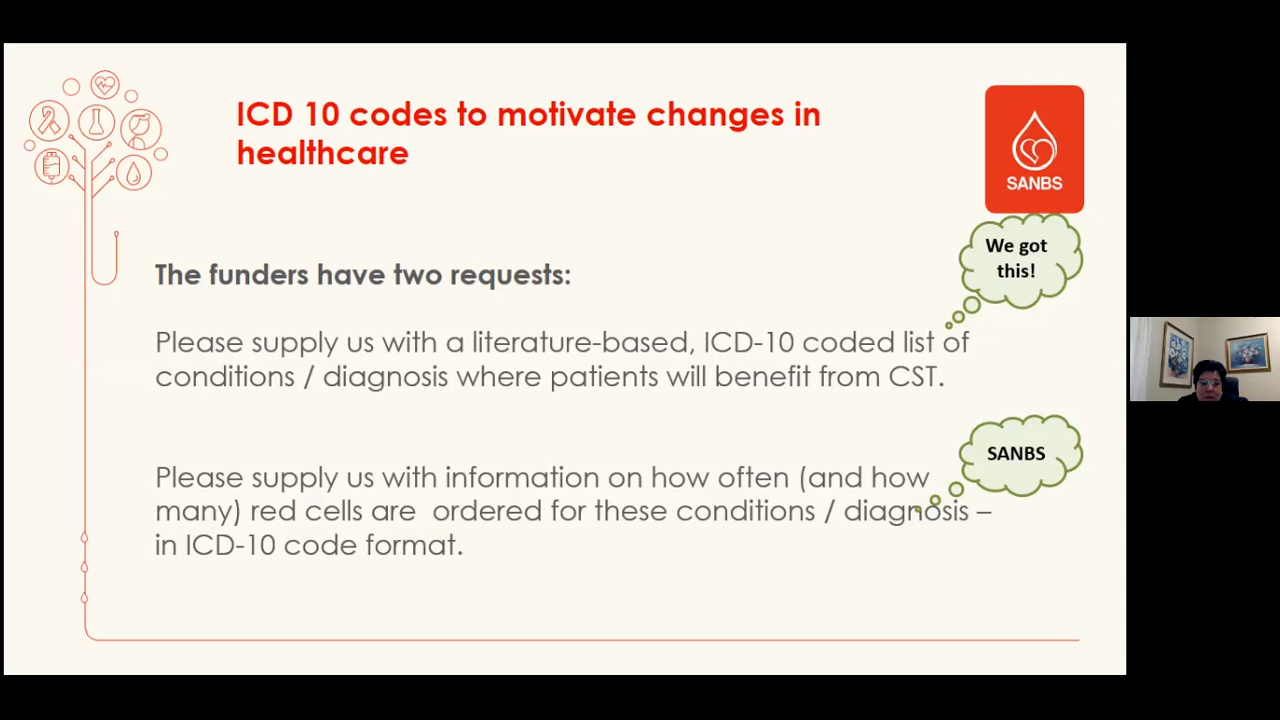 ICD 10 codes to motivate changes in
healthcare
SANBS
We got
this!
The funders have two requests:
Please supply us with a literature-based, ICD-10 coded list of
conditions / diagnosis where patients will benefit from CST.
SANBS
Please supply us with information on how often (and how
many) red cells are  ordered for these conditions / diagnosis –
in ICD-10 code format.